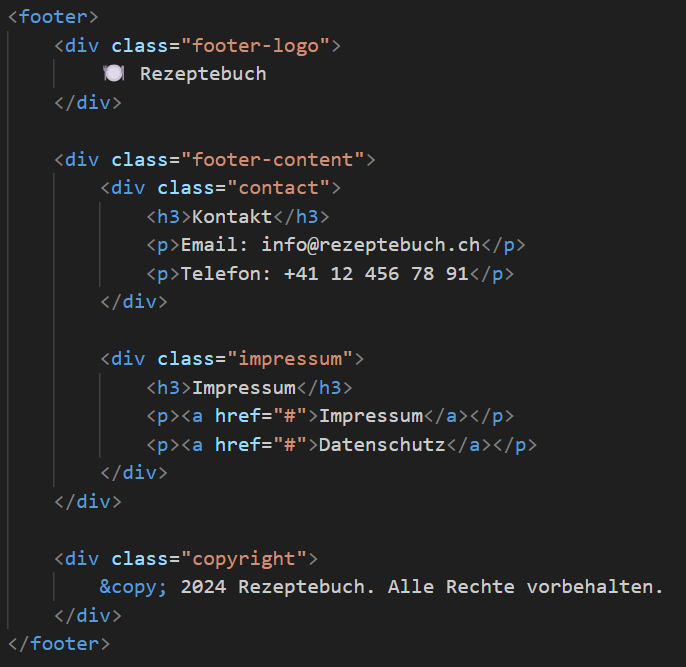 <footer>
    <div class="footer-logo">
        🍽️ Rezeptebuch
    </div>

    <div class="footer-content">
        <div class="contact">
            <h3>Kontakt</h3>
            <p>Email: info@rezeptebuch.ch</p>
            <p>Telefon: +41 12 456 78 91</p>
        </div>

        <div class="impressum">
            <h3>Impressum</h3>
            <p><a href="#">Impressum</a></p>
            <p><a href="#">Datenschutz</a></p>
        </div>
    </div>

    <div class="copyright">
        &copy; 2024 Rezeptebuch. Alle Rechte vorbehalten.
    </div>
</footer>